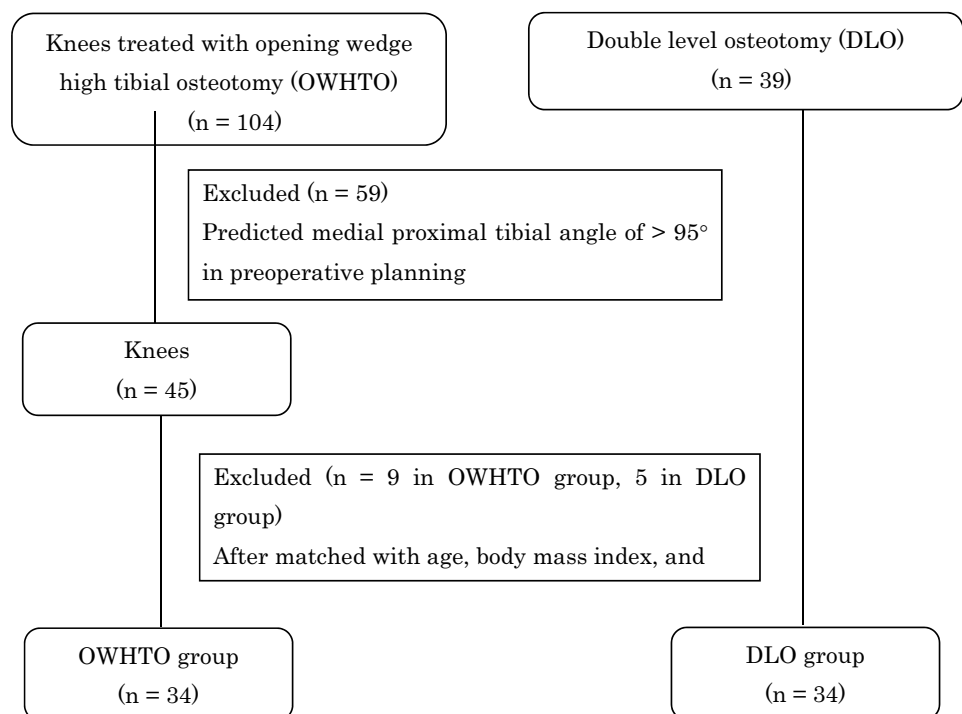 Knees treated with opening wedge
high tibial osteotomy (OWHTO)
(n = 104)
Double level osteotomy (DLO)
(n = 39)
Excluded (n = 59)
Predicted medial proximal tibial angle of > 95°
in preoperative planning
Knees
(n = 45)
Excluded (n = 9 in OWHTO group, 5 in DLO
group)
After matched with age, body mass index, and
OWHTO group
(n = 34)
DLO group
(n = 34)